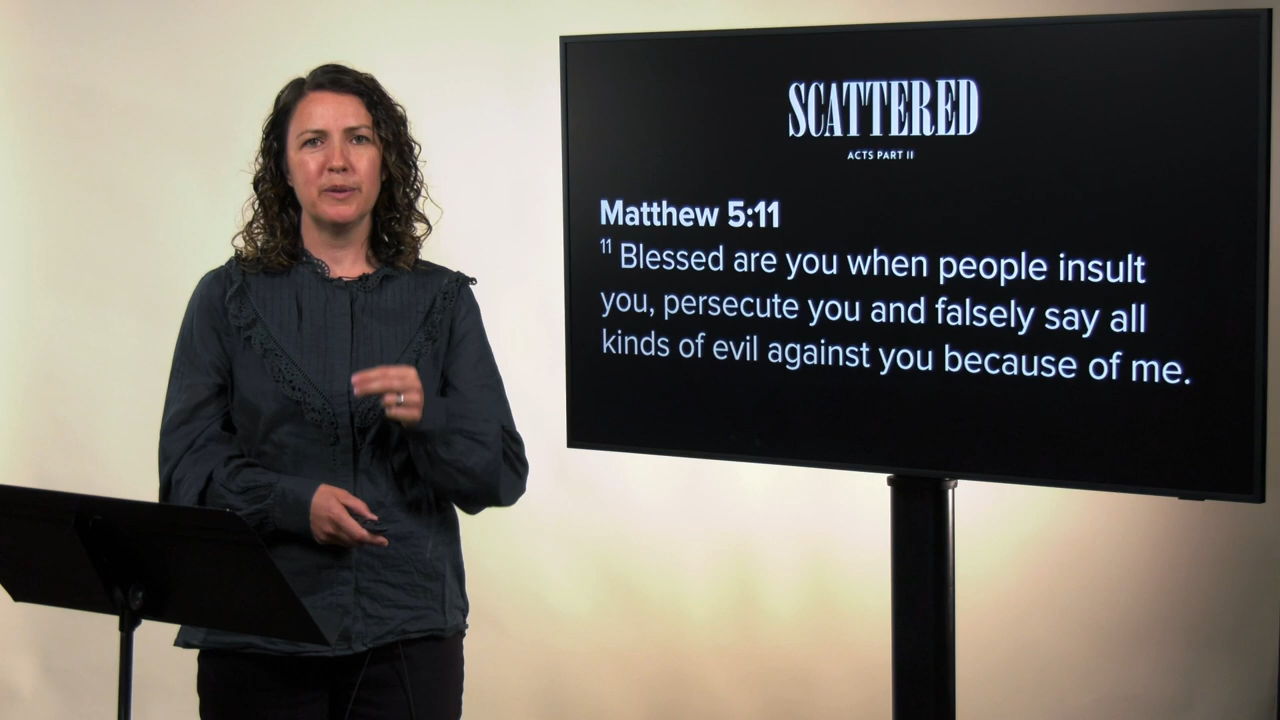 SCATTERED
ACTS PART II
Matthew 5:11
11 Blessed are you when people insult
you, persecute you and falsely say all
kinds of evil against you because of me.